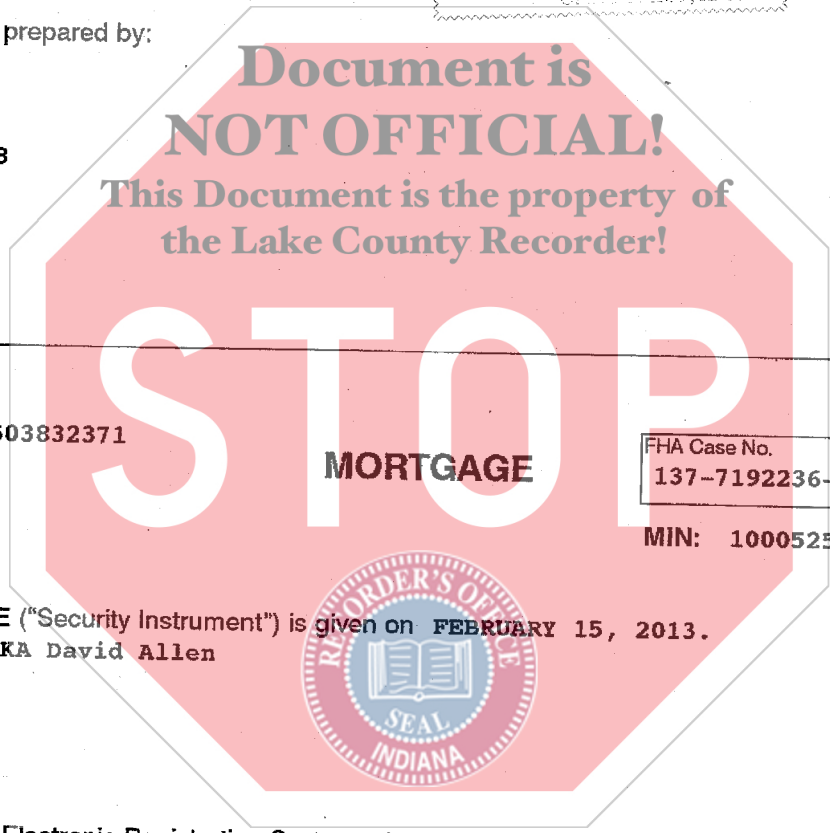 prepared by:
Document is
NOT OFFICIAL!
This Document is the property of
the Lake County Recorder!
STOP
03832371
MORTGAGE
FHA Case No.
137-7192236-
MIN: 1000525
E ("Security Instrument") is given on FEBRUARY 15, 2013.
KA David Allen
RECORDER'S OFFICE
SEAL
INDIANA